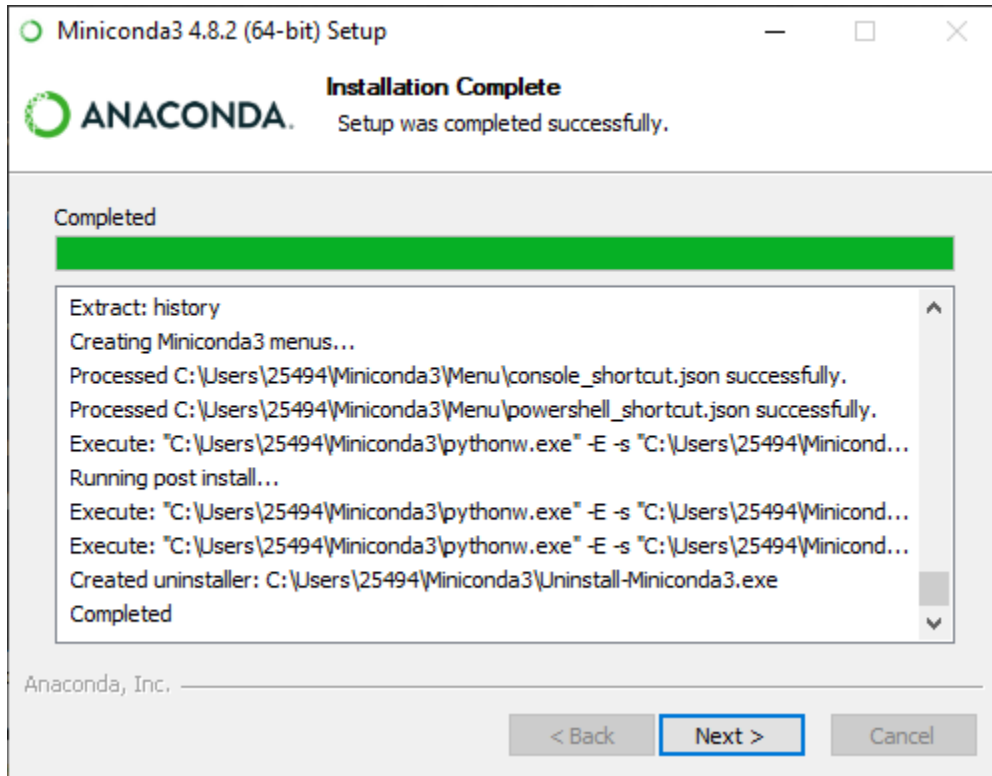 Miniconda3 4.8.2 (64-bit) Setup
ANACONDA.
Installation Complete
Setup was completed successfully.
Completed
Extract: history
Creating Miniconda3 menus...
Processed C:\Users\25494\Miniconda3\Menu\console_shortcut.json successfully.
Processed C:\Users\25494\Miniconda3\Menu\powershell_shortcut.json successfully.
Execute: "C:\Users\25494\Miniconda3\pythonw.exe" -E -s "C:\Users\25494\Minicond...
Running post install...
Execute: "C:\Users\25494\Miniconda3\pythonw.exe" -E -s "C:\Users\25494\Minicond...
Execute: "C:\Users\25494\Miniconda3\pythonw.exe" -E -s "C:\Users\25494\Minicond...
Created uninstaller: C:\Users\25494\Miniconda3\Uninstall-Miniconda3.exe
Completed
Anaconda, Inc.
< Back
Next >
Cancel